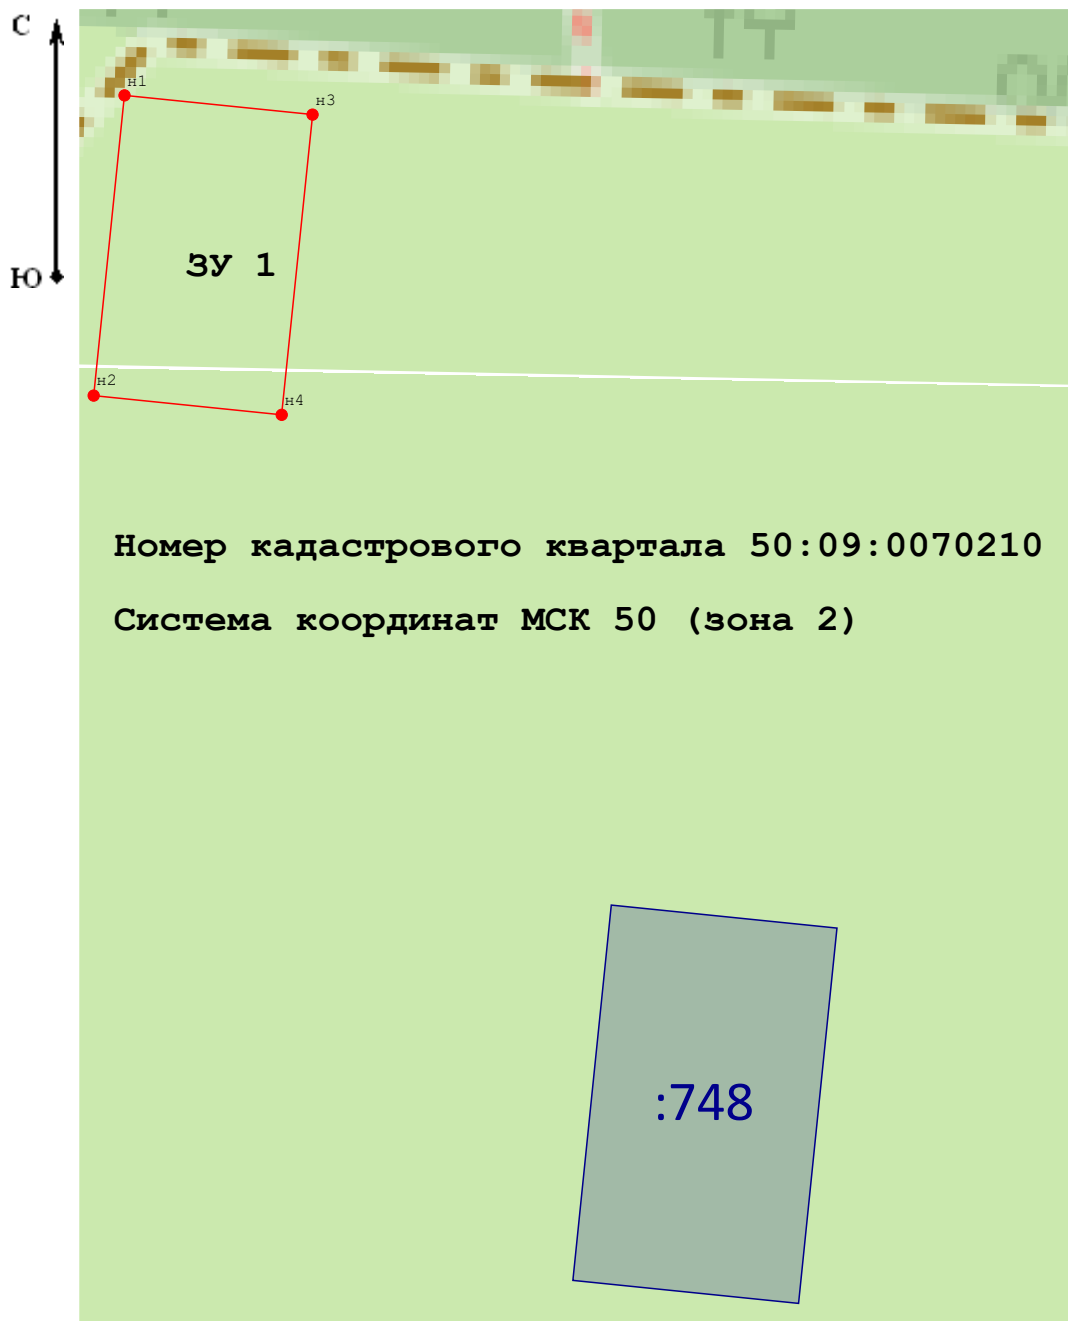 С
н1
н3
ЗУ 1
Ю
н2
н4
Номер кадастрового квартала 50:09:0070210
Система координат МСК 50 (зона 2)
:748